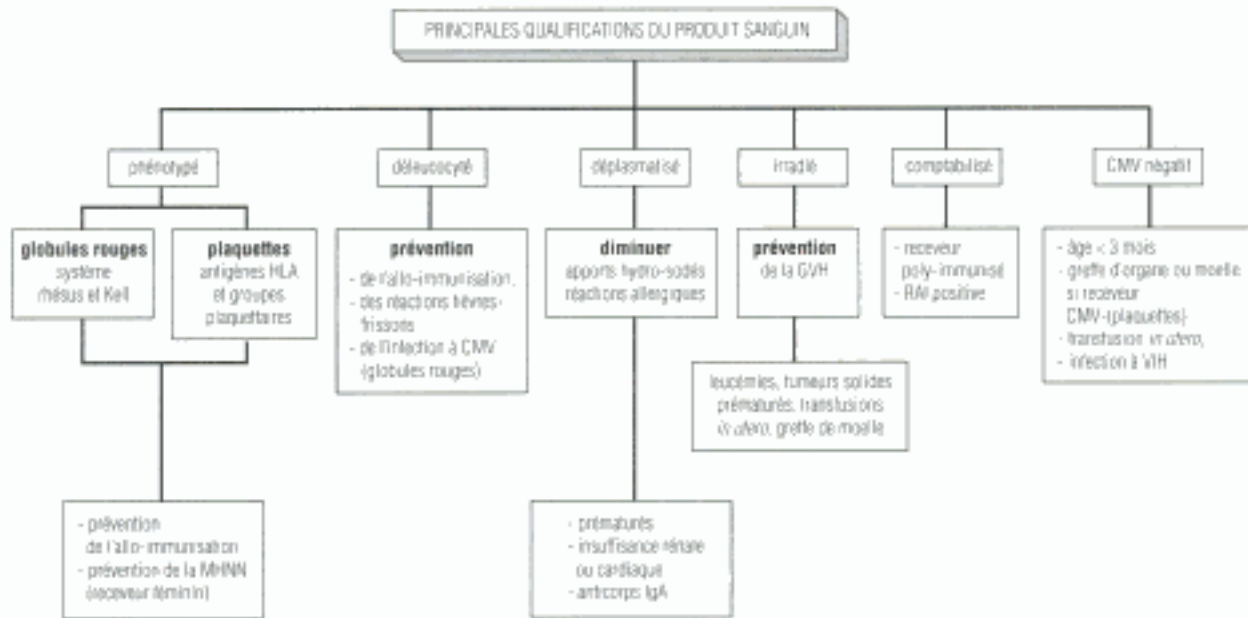 PRINCIPALES QUALIFICATIONS DU PRODUIT SANGUIN
phénotypé
déleucocyté
déplasmatisé
irradié
comptabilisé
CMV négatif
globules rouges
système
rhésus et Kell
plaquettes
antigènes HLA
et groupes
plaquettaires
prévention
- de l'allo-immunisation,
- des réactions fièvres-
frissons
- de l'infection à CMV
(globules rouges)
diminuer
apports hydro-sodés
réactions allergiques
prévention
de la GVH
- receveur
poly-immunisé
- RAI positive
- âge < 3 mois
- greffe d'organe ou moelle
si receveur
CMV-(plaquettes)
- transfusion in utero,
- infection à VIH
leucémies, tumeurs solides
prématurés, transfusions
in utero, greffe de moelle
- prévention
de l'allo-immunisation
- prévention de la MHNN
(receveur féminin)
- prématurés
- insuffisance rénale
ou cardiaque
- anticorps IgA